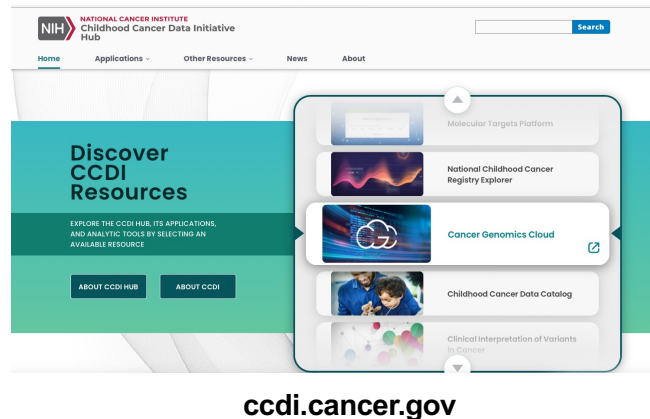 NIH
NATIONAL CANCER INSTITUTE
Childhood Cancer Data Initiative
Hub
Search
Home
Applications
Other Resources
News
About
Discover
CCDI
Resources
EXPLORE THE CCDI HUB, ITS APPLICATIONS,
AND ANALYTIC TOOLS BY SELECTING AN
AVAILABLE RESOURCE
ABOUT CCDI HUB
ABOUT CCDI
Molecular Targets Platform
National Childhood Cancer
Registry Explorer
Cancer Genomics Cloud
Childhood Cancer Data Catalog
Clinical Interpretation of Variants
in Cancer
ccdi.cancer.gov